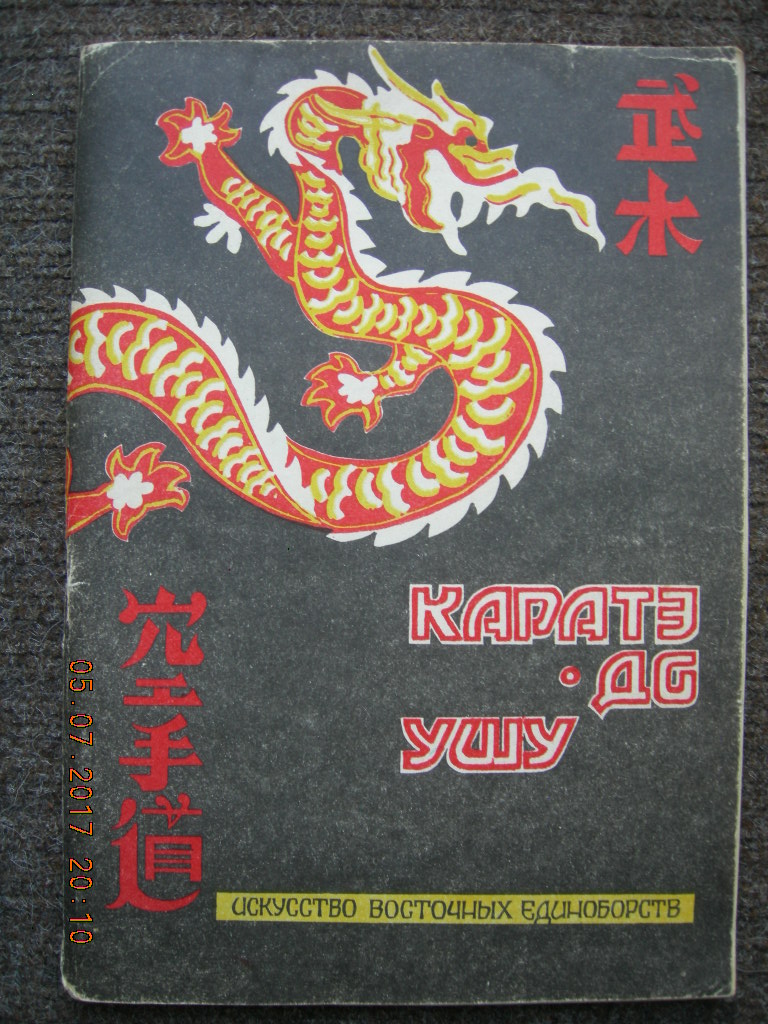 武术
КАРАТЭ
•ДО
УШУ
空手道
ИСКУССТВО ВОСТОЧНЫХ ЕДИНОБОРСТВ
05.07.2017 20:10